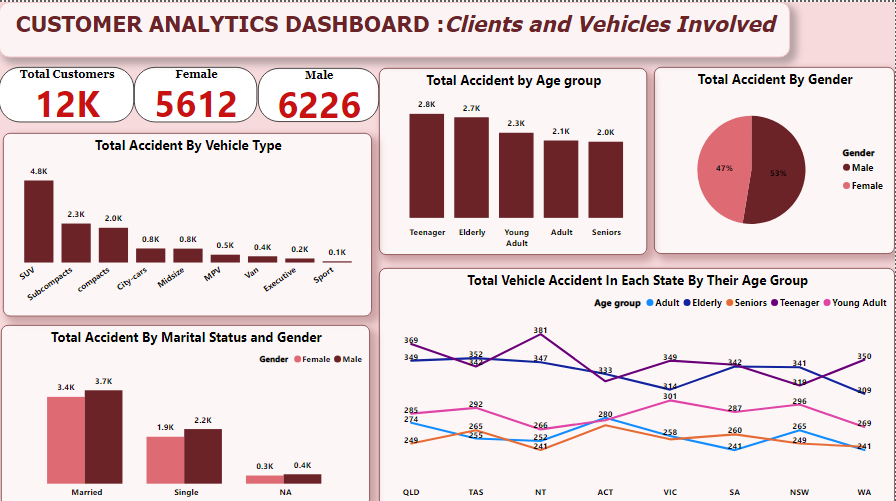 CUSTOMER ANALYTICS DASHBOARD :Clients and Vehicles Involved
Total Customers
12K
Female
5612
Male
6226
Total Accident by Age group
2.8K
2.7K
2.3K
2.1K
2.0K
Teenager
Elderly
Young
Adult
Adult
Seniors
Total Accident By Gender
47%
53%
Gender
Male
Female
Total Accident By Vehicle Type
4.8K
2.3K
2.0K
0.8K
0.8K
0.5K
0.4K
0.2K
0.1K
SUV
Subcompacts
compacts
City-cars
Midsize
MPV
Van
Executive
Sport
Total Vehicle Accident In Each State By Their Age Group
Age group Adult Elderly Seniors Teenager Young Adult
369
349
285
274
249
352
292
265
381
347
266
252
241
333
280
349
314
301
258
342
287
260
241
341
319
296
265
249
350
309
269
241
QLD TAS NT ACT VIC SA NSW WA
Total Accident By Marital Status and Gender
Gender Female Male
3.4K
3.7K
1.9K
2.2K
0.3K
0.4K
Married
Single
NA